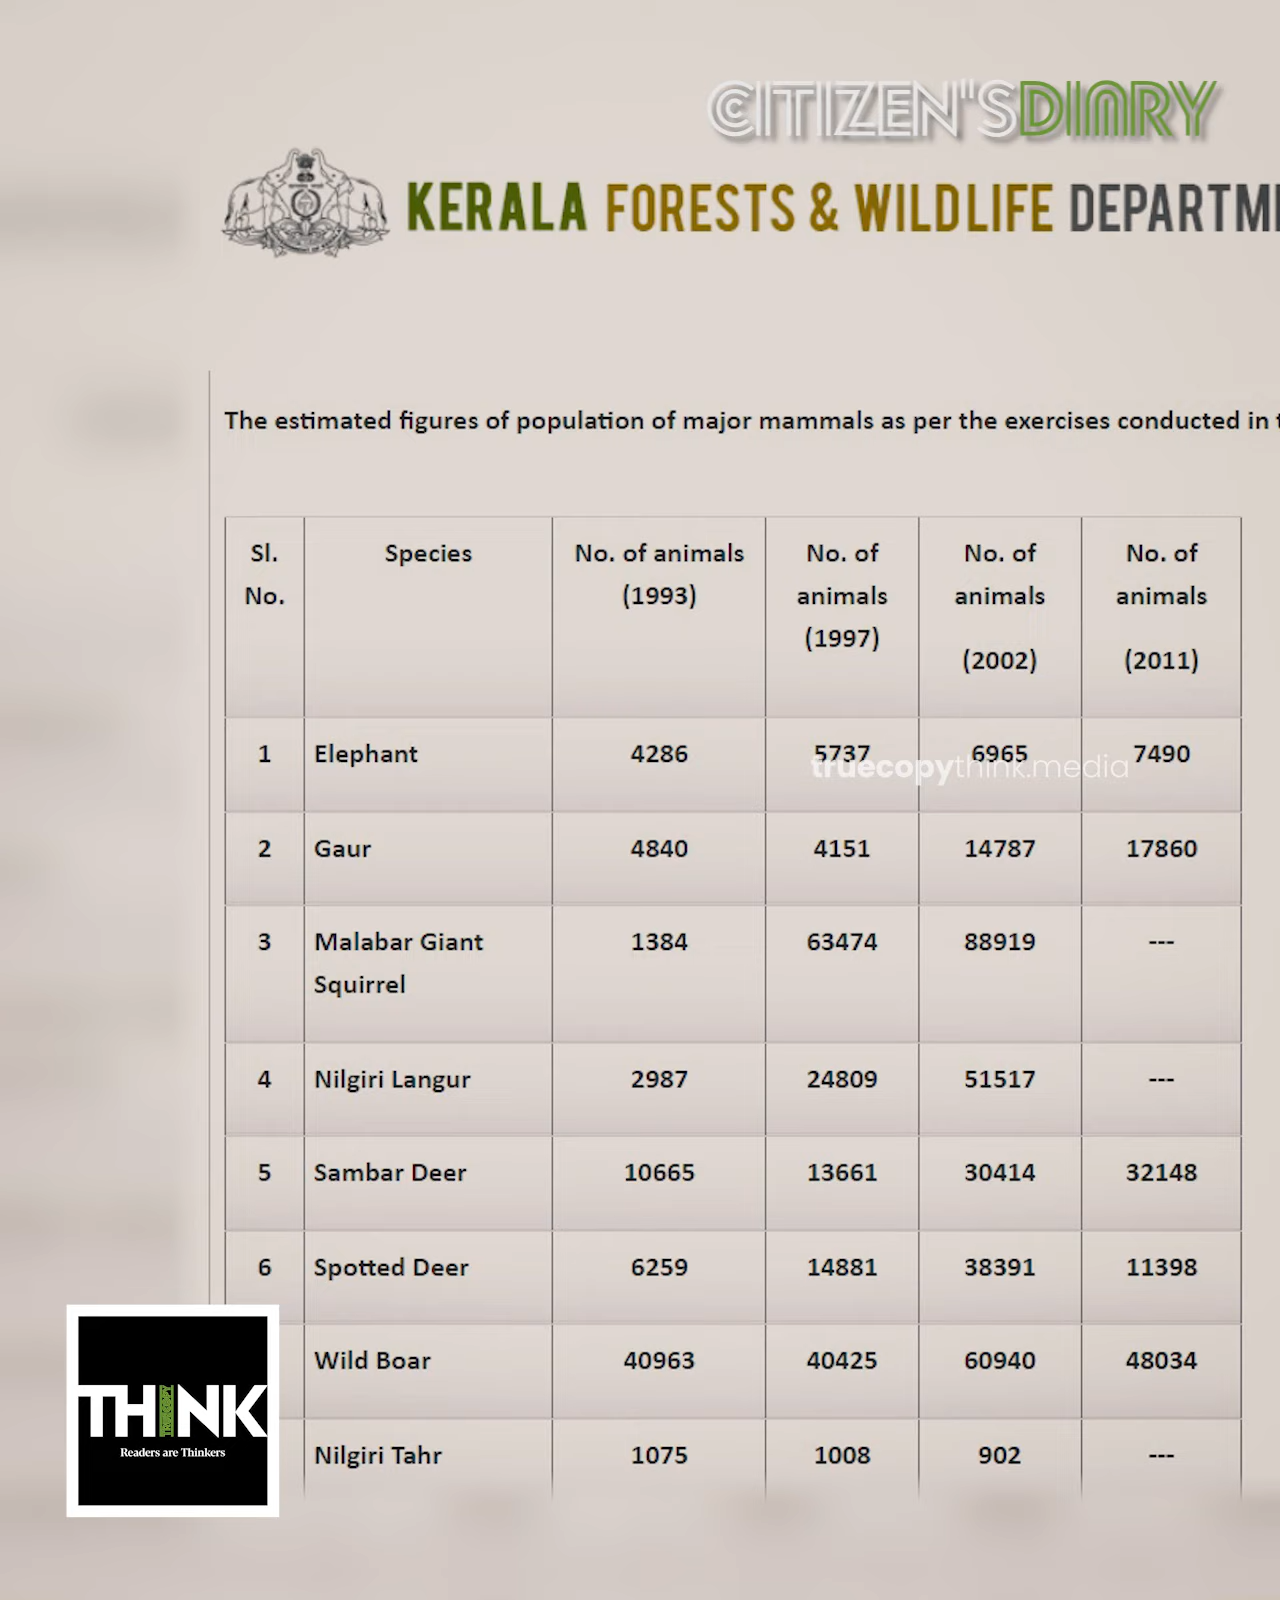 CITIZEN"SDIARY
KERALA FORESTS & WILDLIFE
The estimated figures of population of major mammals as per the exercises conducted in
Sl. No. Species No. of animals (1993) No. of animals (1997) No. of animals (2002) No. of animals (2011)
1 Elephant 4286 5737 6965 7490
truecopythink.media
2 Gaur 4840 4151 14787 17860
3 Malabar Giant Squirrel 1384 63474 88919 ---
4 Nilgiri Langur 2987 24809 51517 ---
5 Sambar Deer 10665 13661 30414 32148
6 Spotted Deer 6259 14881 38391 11398
Wild Boar 40963 40425 60940 48034
Nilgiri Tahr 1075 1008 902 ---
THINK
Readers are Thinkers